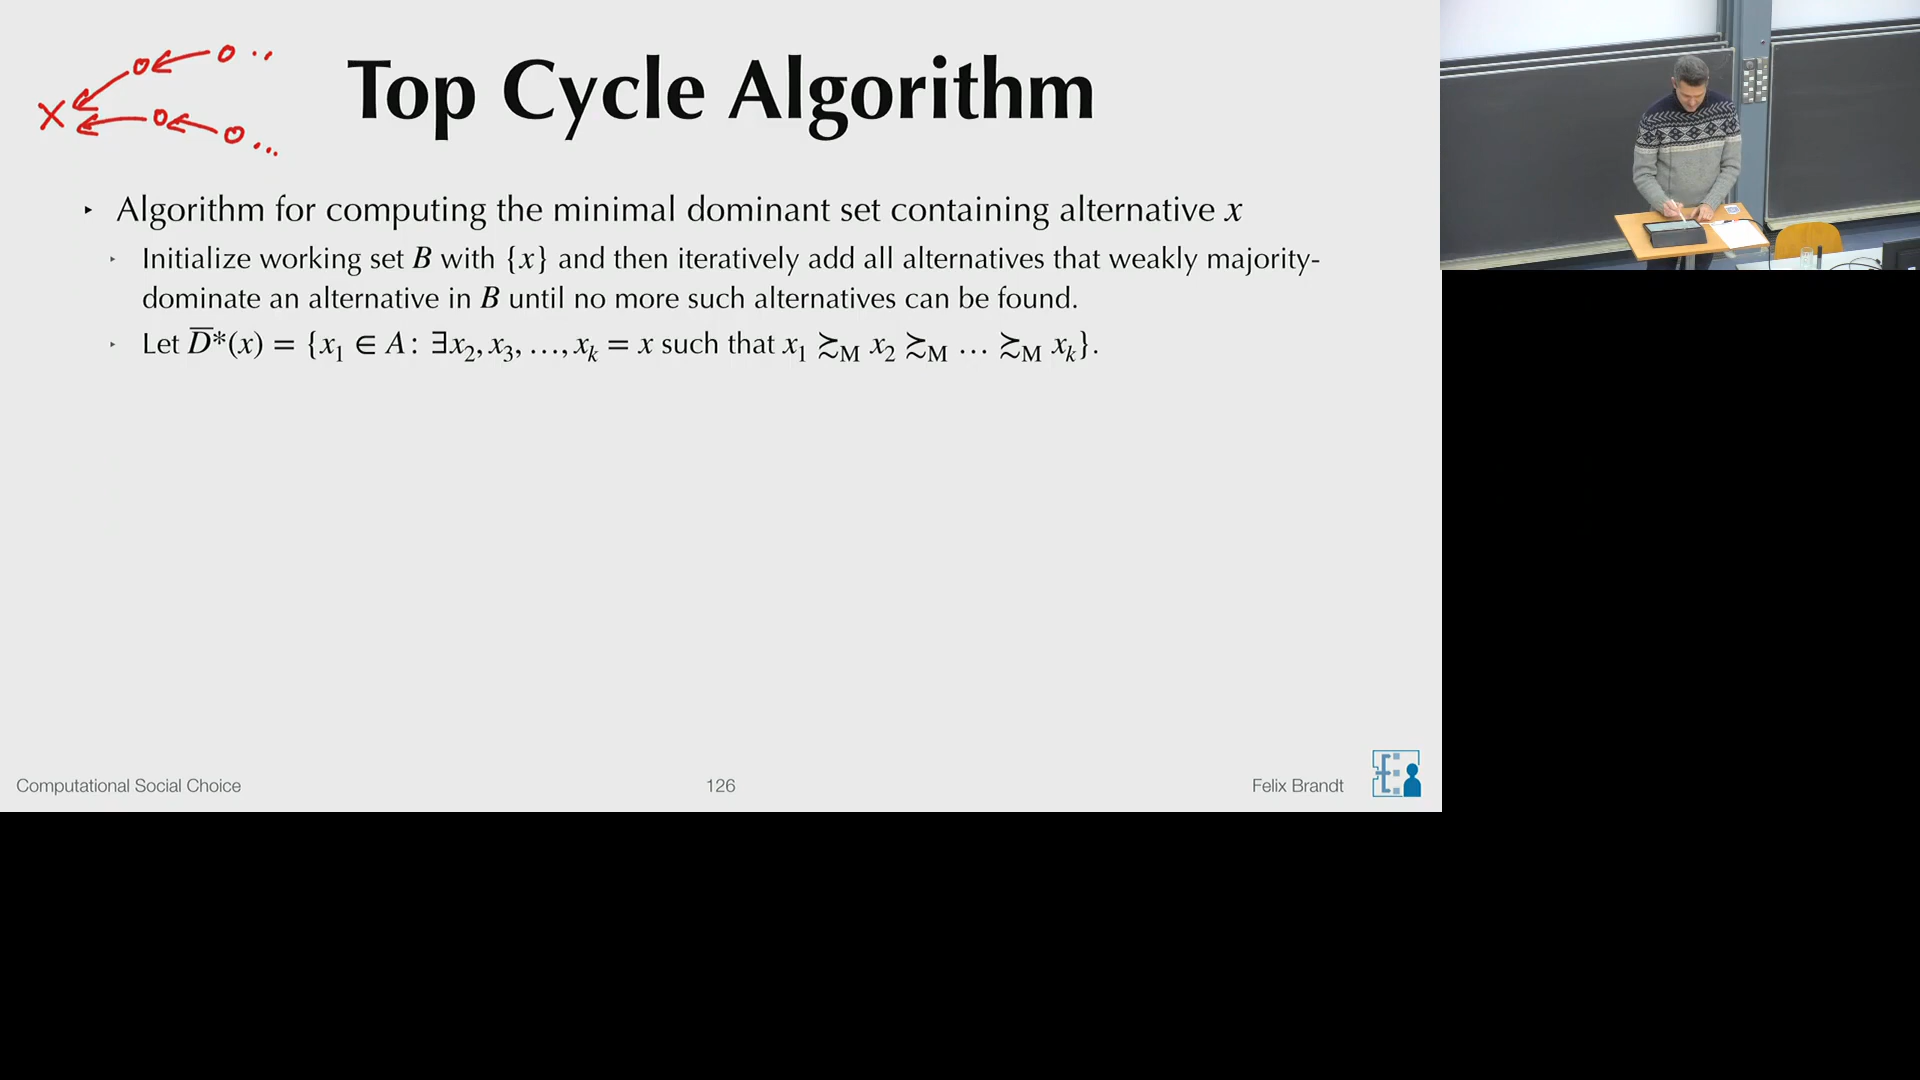 X
Top Cycle Algorithm
‣ Algorithm for computing the minimal dominant set containing alternative x
‣ Initialize working set B with {x} and then iteratively add all alternatives that weakly majority-
dominate an alternative in B until no more such alternatives can be found.
‣ Let D̅*(x) = {x₁ ∈ A: ∃x₂, x₃, …, xₖ = x such that x₁ ≿_M x₂ ≿_M … ≿_M xₖ}.
Computational Social Choice
126
Felix Brandt